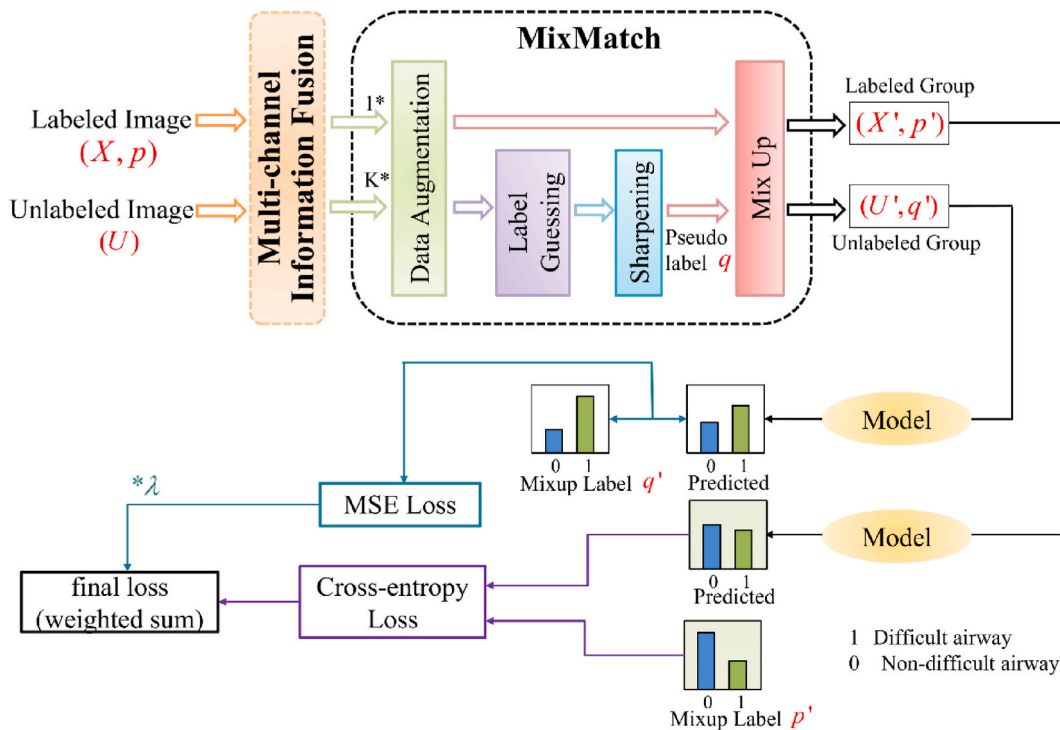 MixMatch
Labeled Image
(X, p)
Unlabeled Image
(U)
Multi-channel
Information Fusion
1*
K*
Data Augmentation
Label
Guessing
Sharpening
Pseudo
label q
Mix Up
Labeled Group
(X', p')
(U', q')
Unlabeled Group
Model
0 1
Mixup Label q'
0 1
Predicted
*λ
MSE Loss
Model
0 1
Predicted
final loss
(weighted sum)
Cross-entropy
Loss
0 1
Mixup Label p'
1 Difficult airway
0 Non-difficult airway